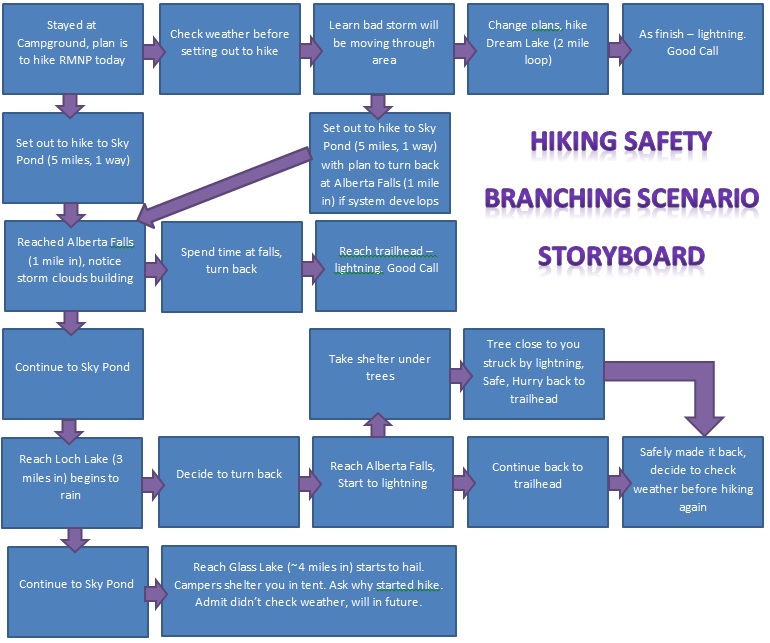 Stayed at
Campground, plan is
to hike RMNP today
Check weather before
setting out to hike
Learn bad storm will
be moving through
area
Change plans, hike
Dream Lake (2 mile
loop)
As finish – lightning.
Good Call
Set out to hike to Sky
Pond (5 miles, 1 way)
Set out to hike to Sky
Pond (5 miles, 1 way)
with plan to turn back
at Alberta Falls (1 mile
in) if system develops
HIKING SAFETY
BRANCHING SCENARIO
STORYBOARD
Reached Alberta Falls
(1 mile in), notice
storm clouds building
Spend time at falls,
turn back
Reach trailhead –
lightning. Good Call
Continue to Sky Pond
Take shelter under
trees
Tree close to you
struck by lightning,
Safe, Hurry back to
trailhead
Reach Loch Lake (3
miles in) begins to
rain
Decide to turn back
Reach Alberta Falls,
Start to lightning
Continue back to
trailhead
Safely made it back,
decide to check
weather before hiking
again
Continue to Sky Pond
Reach Glass Lake (~4 miles in) starts to hail.
Campers shelter you in tent. Ask why started hike.
Admit didn't check weather, will in future.